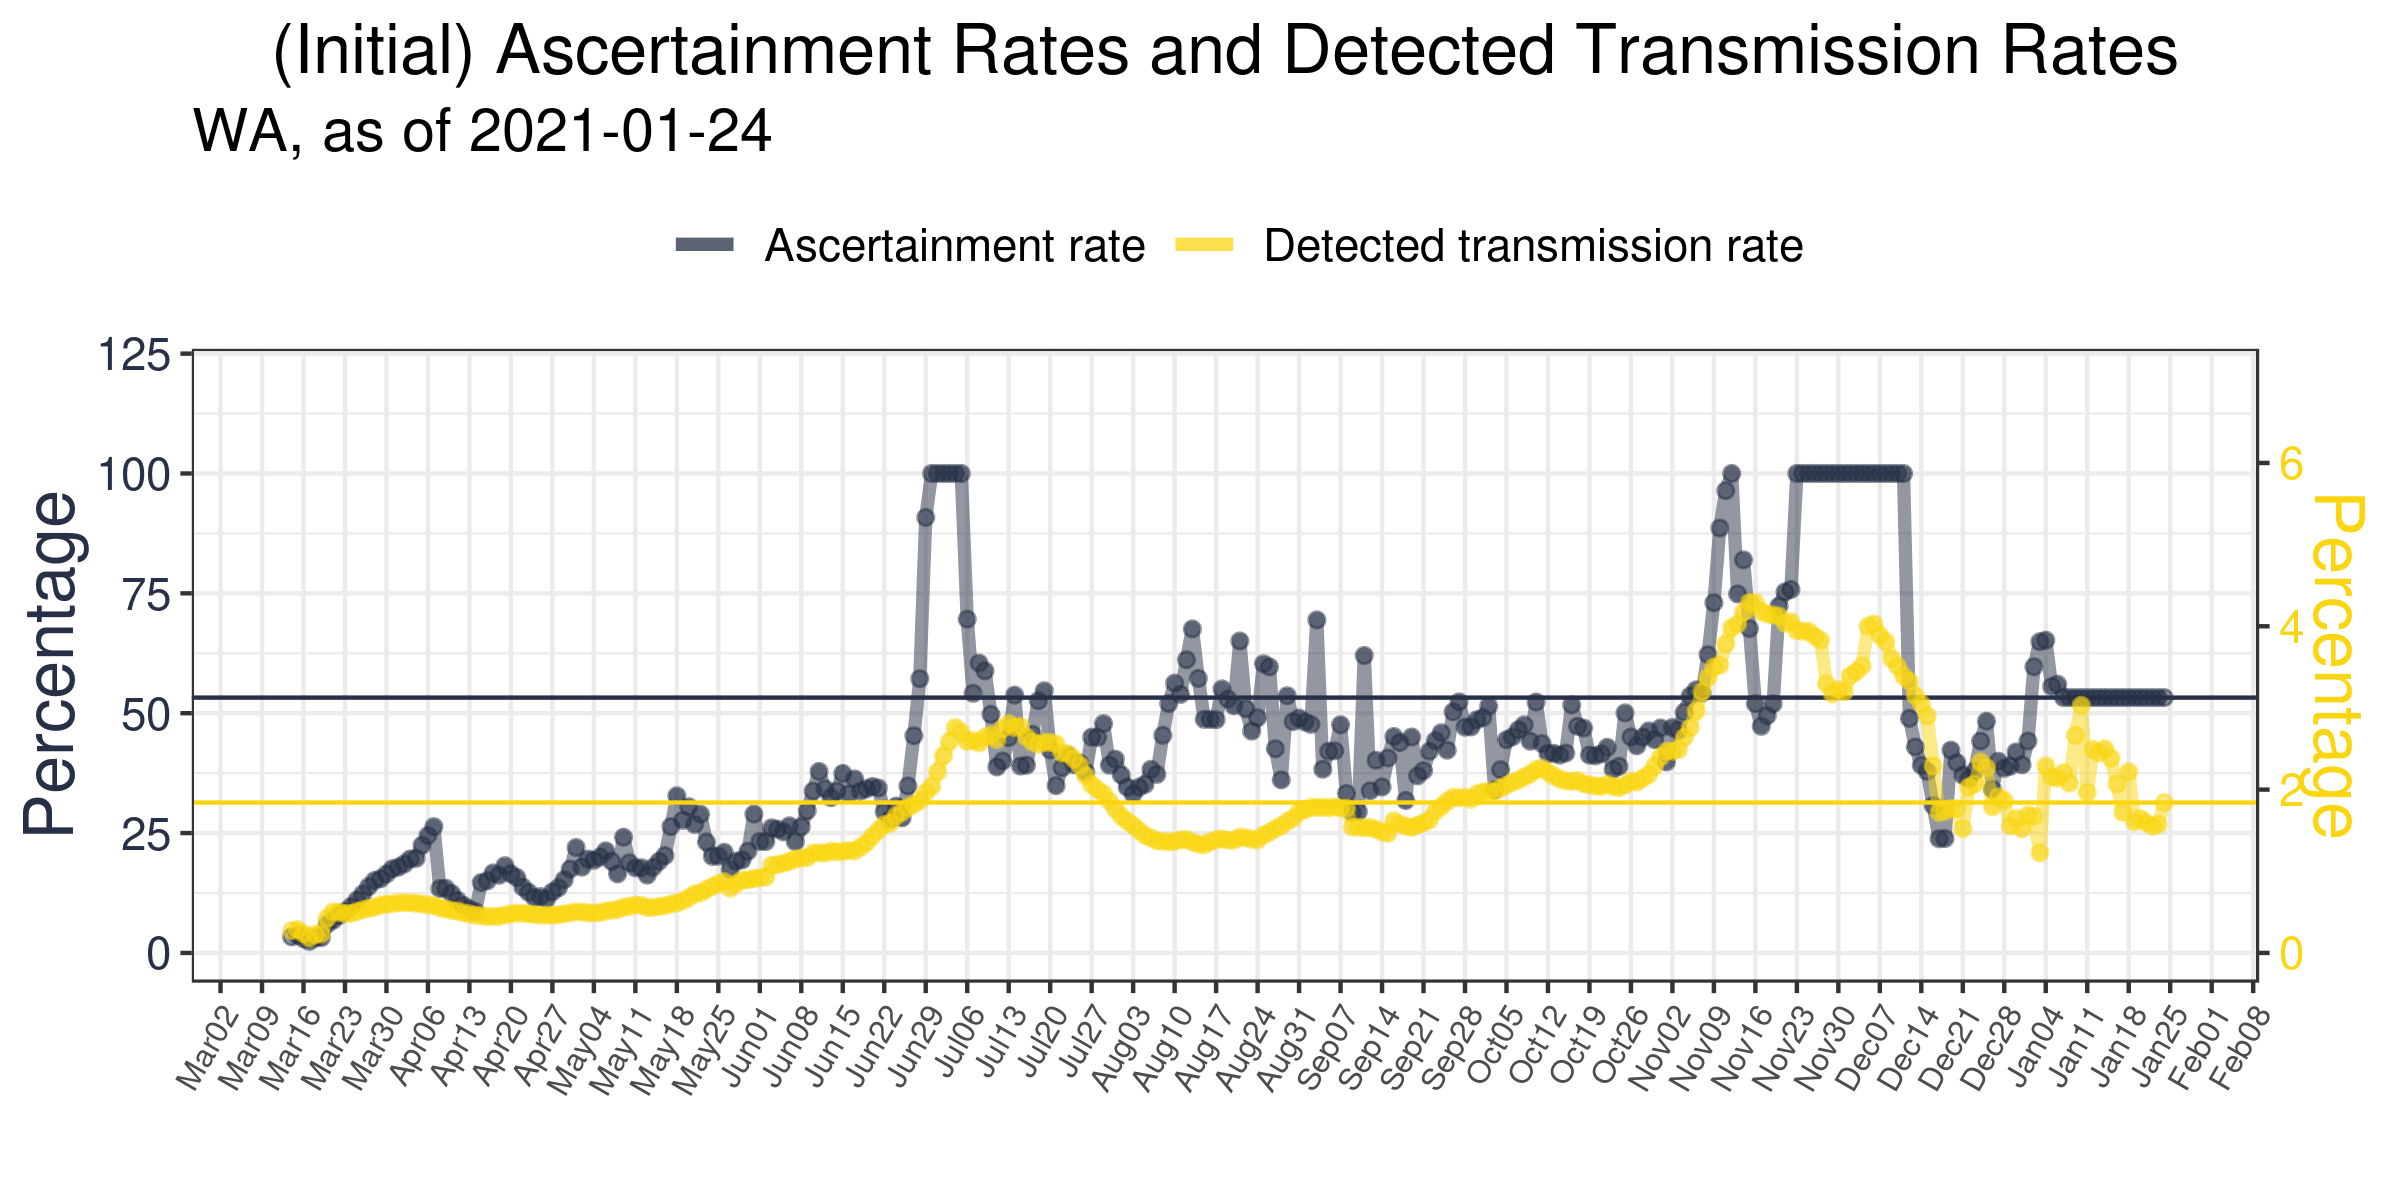 (Initial) Ascertainment Rates and Detected Transmission Rates
WA, as of 2021-01-24
Ascertainment rate
Detected transmission rate
Percentage
125
100
75
50
25
0
6
4
2
0
Percentage
Mar02
Mar09
Mar16
Mar23
Mar30
Apr06
Apr13
Apr20
Apr27
May04
May11
May18
May25
Jun01
Jun08
Jun15
Jun22
Jun29
Jul06
Jul13
Jul20
Jul27
Aug03
Aug10
Aug17
Aug24
Aug31
Sep07
Sep14
Sep21
Sep28
Oct05
Oct12
Oct19
Oct26
Nov02
Nov09
Nov16
Nov23
Nov30
Dec07
Dec14
Dec21
Dec28
Jan04
Jan11
Jan18
Jan25
Feb01
Feb08